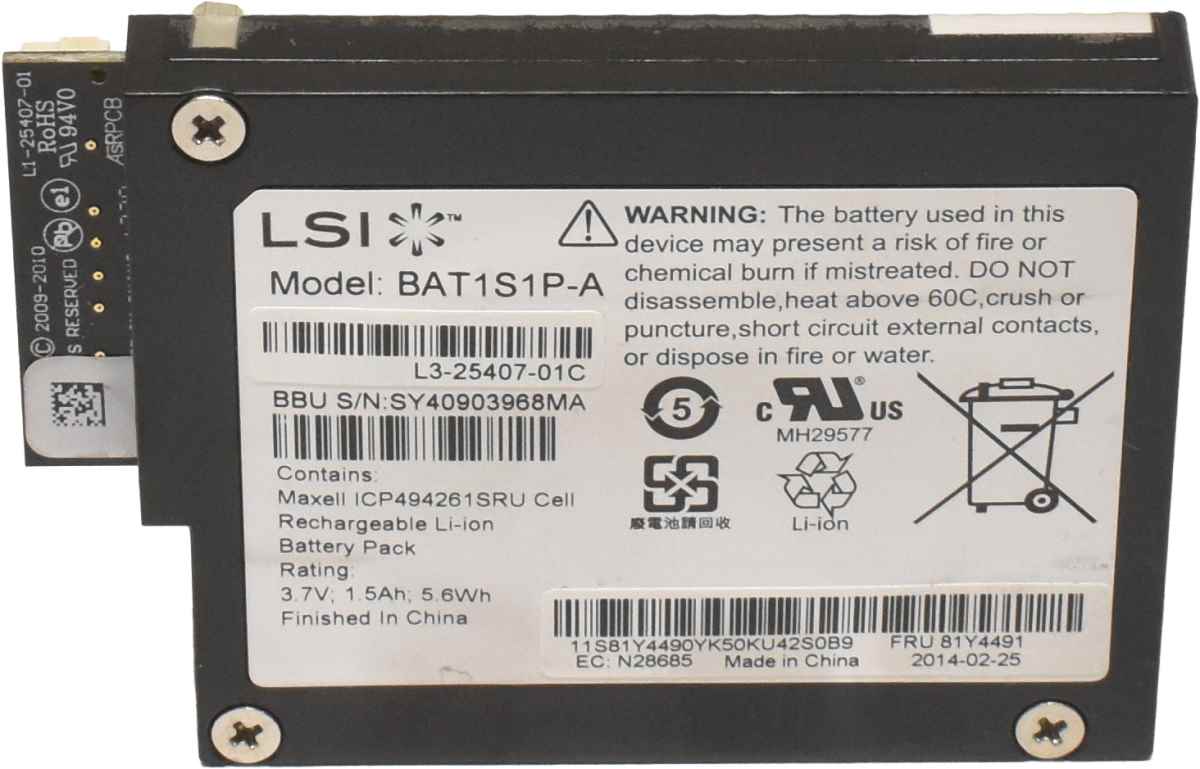 L1-25407-01
RoHS
94V0
ASRPCB
© 2009-2010
S RESERVED
Pb
e1
LSI™
Model: BAT1S1P-A
L3-25407-01C
BBU S/N:SY40903968MA
Contains:
Maxell ICP494261SRU Cell
Rechargeable Li-ion
Battery Pack
Rating:
3.7V; 1.5Ah; 5.6Wh
Finished In China
WARNING: The battery used in this
device may present a risk of fire or
chemical burn if mistreated. DO NOT
disassemble,heat above 60C,crush or
puncture,short circuit external contacts,
or dispose in fire or water.
5
c RU® US
MH29577
廢電池請回收
Li-ion
11S81Y4490YK50KU42S0B9 FRU 81Y4491
EC: N28685 Made in China 2014-02-25